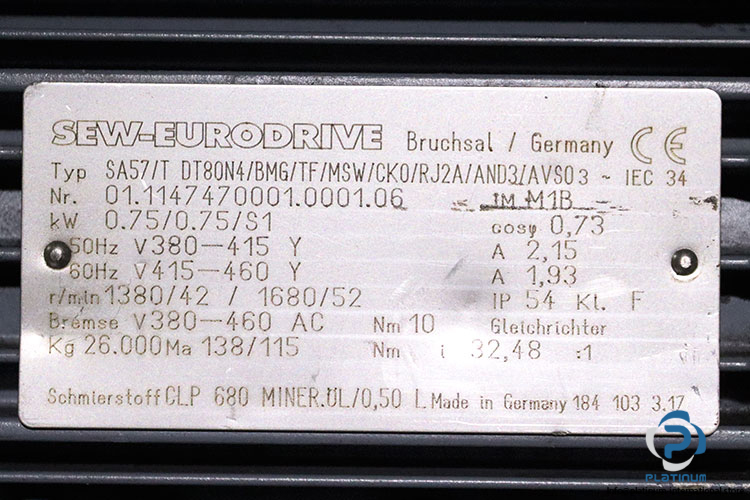 SEW-EURODRIVE Bruchsal / Germany CE
Typ SA57/T DT80N4/BMG/TF/MSW/CKO/RJ2A/AND3/AVS0 3 ~ IEC 34
Nr. 01.1147470001.0001.06 IM M1B
kW 0.75/0.75/S1 cosφ 0,73
50Hz V380-415 Y A 2,15
60Hz V415-460 Y A 1,93
r/min 1380/42 / 1680/52 IP 54 Kl. F
Bremse V380-460 AC Nm 10 Gleichrichter
Kg 26.000 Ma 138/115 Nm i 32,48 :1
Schmierstoff CLP 680 MINER.ÖL/0,50 L Made in Germany 184 103 3.17
PLATINUM